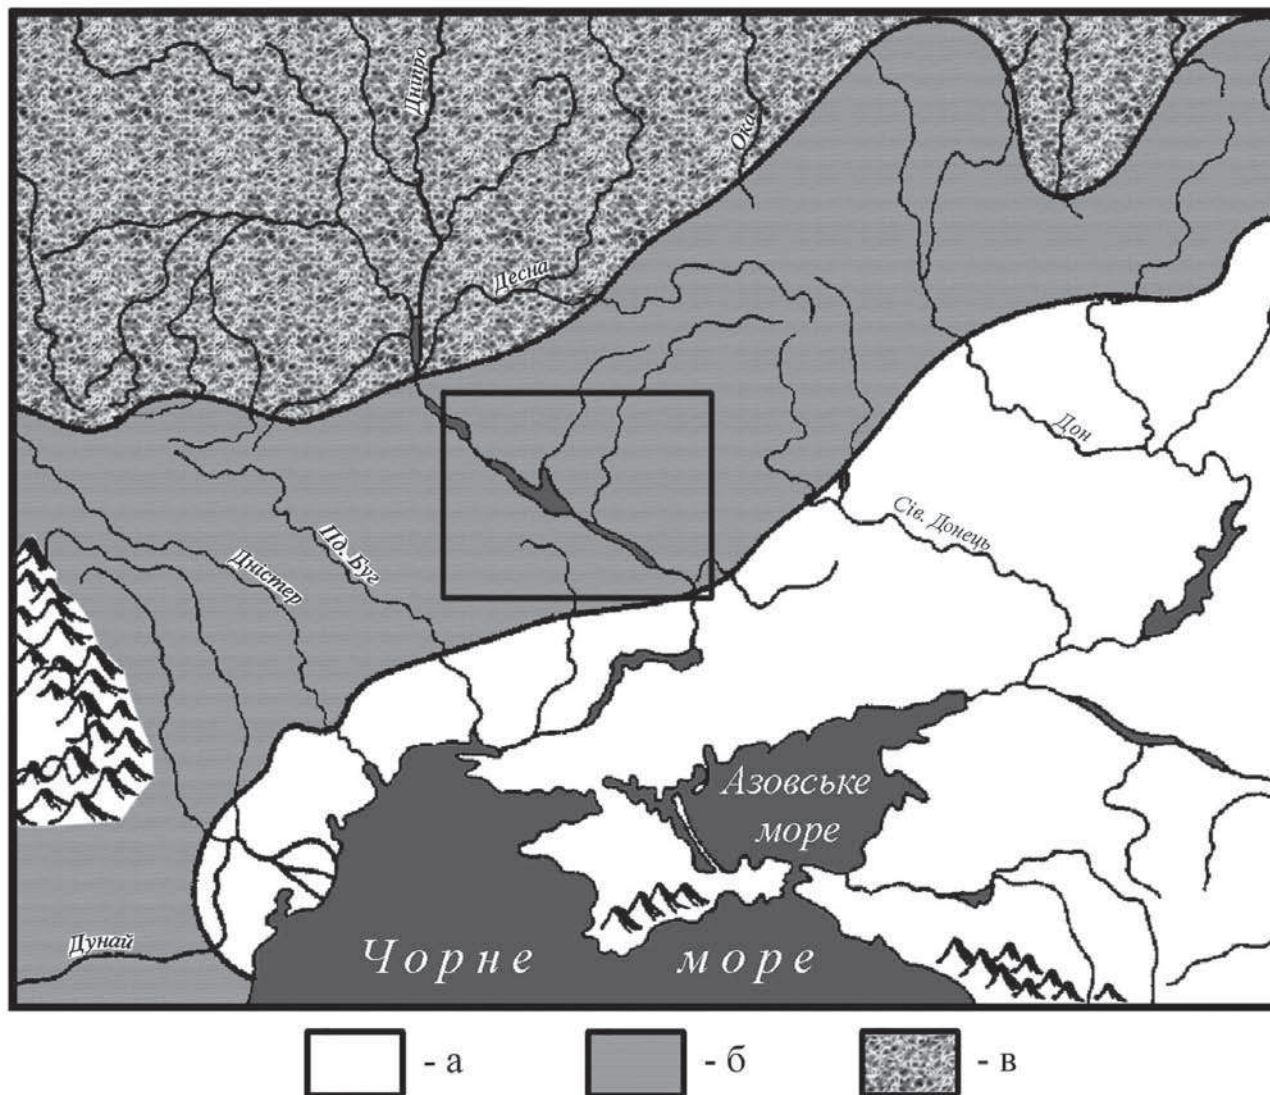 Дніпро
Ока
Десна
Дон
Сів. Донець
Пд. Буг
Дністер
Азовське
море
Дунай
Чорне море
- а
- б
- в